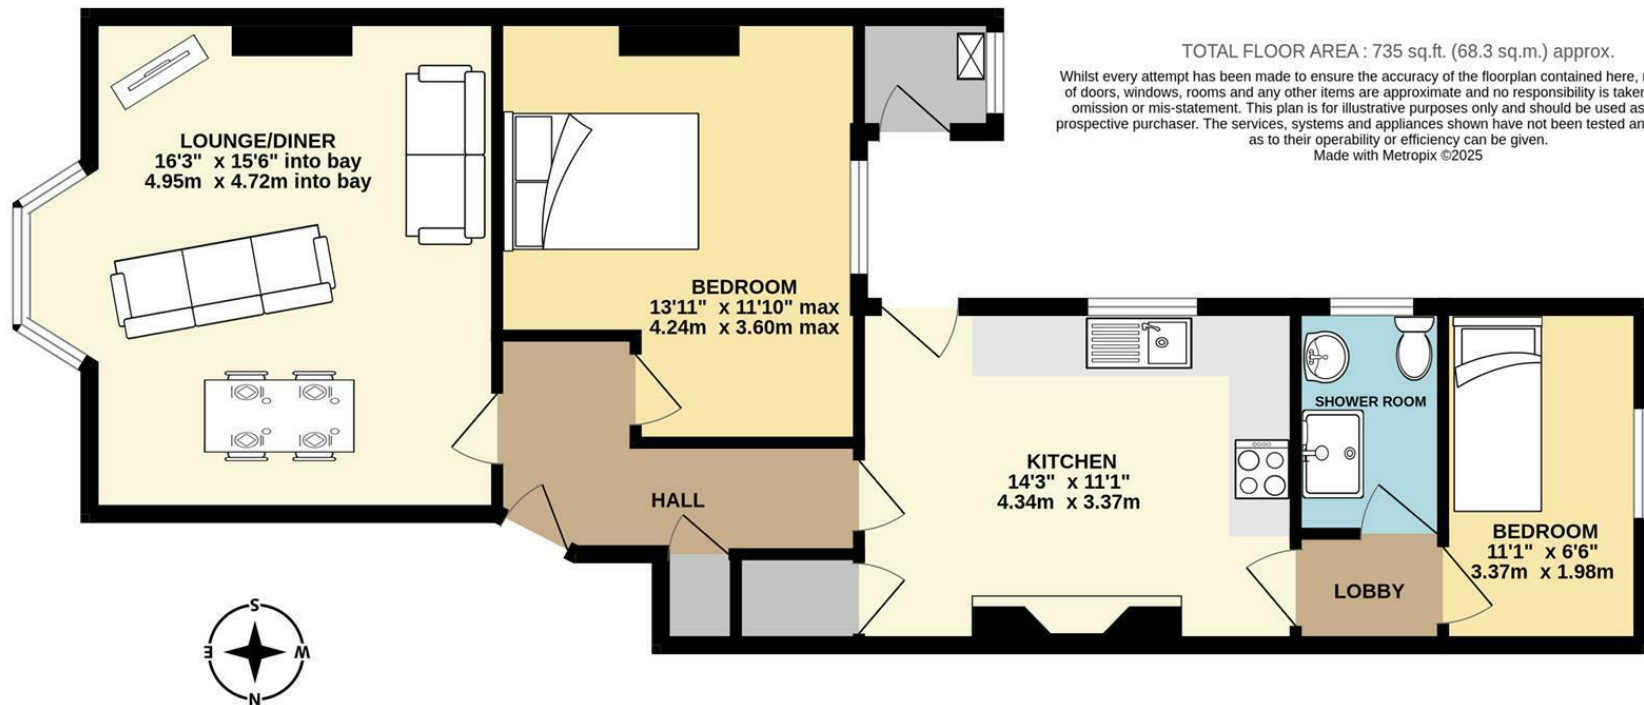 TOTAL FLOOR AREA : 735 sq.ft. (68.3 sq.m.) approx.
Whilst every attempt has been made to ensure the accuracy of the floorplan contained here,
of doors, windows, rooms and any other items are approximate and no responsibility is taken
omission or mis-statement. This plan is for illustrative purposes only and should be used as
prospective purchaser. The services, systems and appliances shown have not been tested
as to their operability or efficiency can be given.
Made with Metropix ©2025
LOUNGE/DINER
16'3" x 15'6" into bay
4.95m x 4.72m into bay
BEDROOM
13'11" x 11'10" max
4.24m x 3.60m max
HALL
KITCHEN
14'3" x 11'1"
4.34m x 3.37m
SHOWER ROOM
LOBBY
BEDROOM
11'1" x 6'6"
3.37m x 1.98m
S
E
W
N